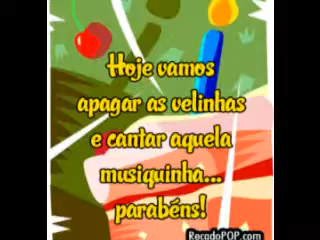 Hoje vamos
apagar as velinhas
e cantar aquela
musiquinha...
parabéns!
RecadoPOP.com